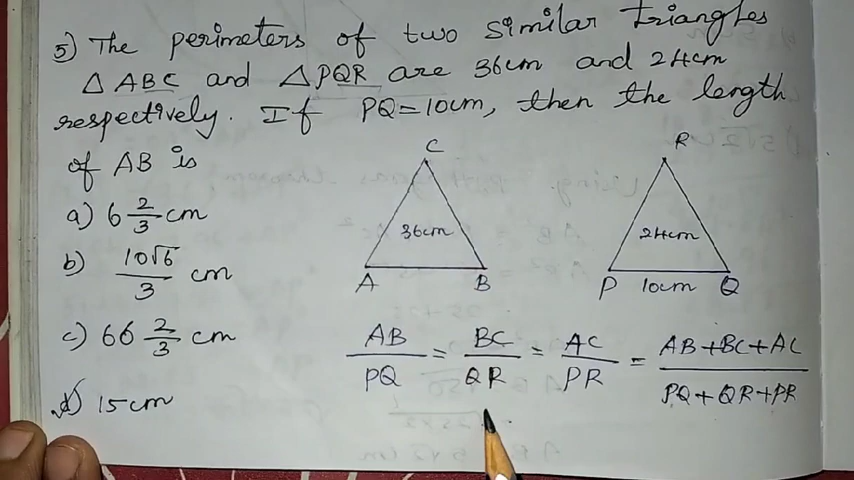 5) The perimeters of two similar triangles
△ ABC and △PQR are 36cm and 24cm
respectively. If PQ=10cm, then the length
of AB is
a) 6 2/3 cm
b) 10√6/3 cm
c) 66 2/3 cm
d) 15cm
C
36cm
A B
R
24cm
P 10cm Q
AB/PQ = BC/QR = AC/PR = AB+BC+AC/PQ+QR+PR